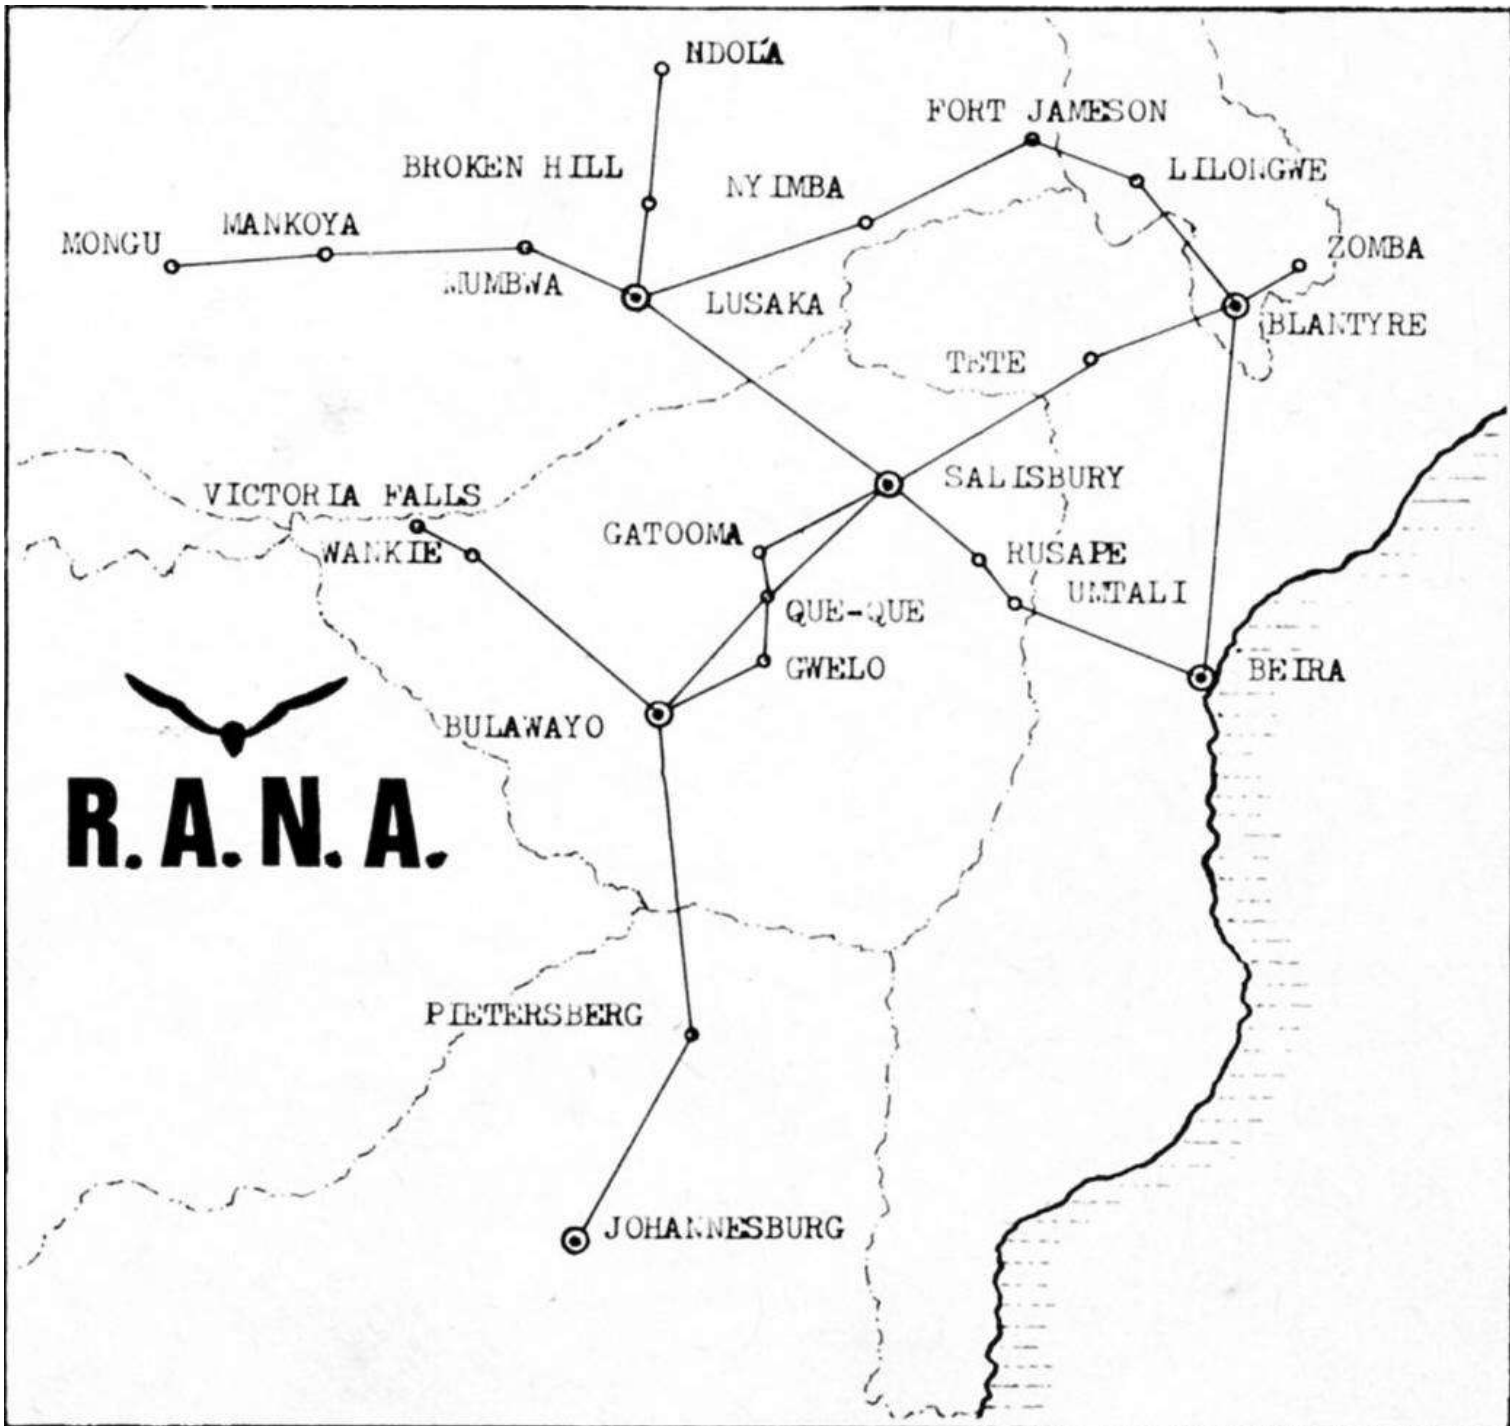 NDOLA
FORT JAMESON
BROKEN HILL
NYIMBA
LILONGWE
MONGU
MANKOYA
ZOMBA
MUMBWA
LUSAKA
BLANTYRE
TETE
VICTORIA FALLS
SALISBURY
WANKIE
GATOOMA
RUSAPE
UMTALI
QUE-QUE
GWELO
BEIRA
BULAWAYO
R.A.N.A.
PIETERSBERG
JOHANNESBURG